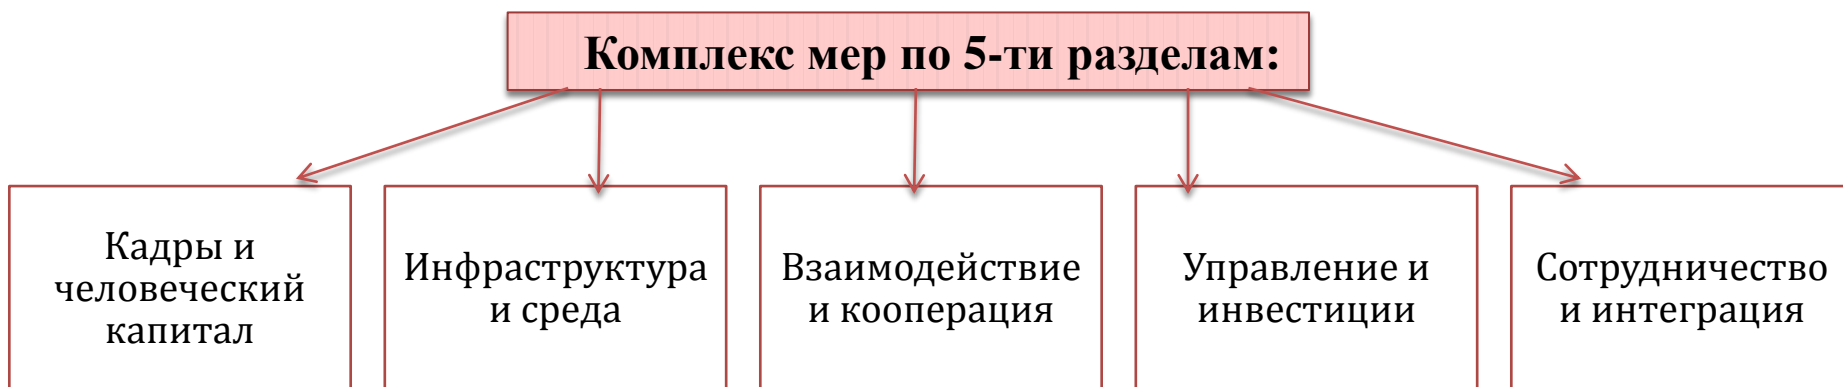 Комплекс мер по 5-ти разделам:
Кадры и
человеческий
капитал
Инфраструктура
и среда
Взаимодействие
и кооперация
Управление и
инвестиции
Сотрудничество
и интеграция